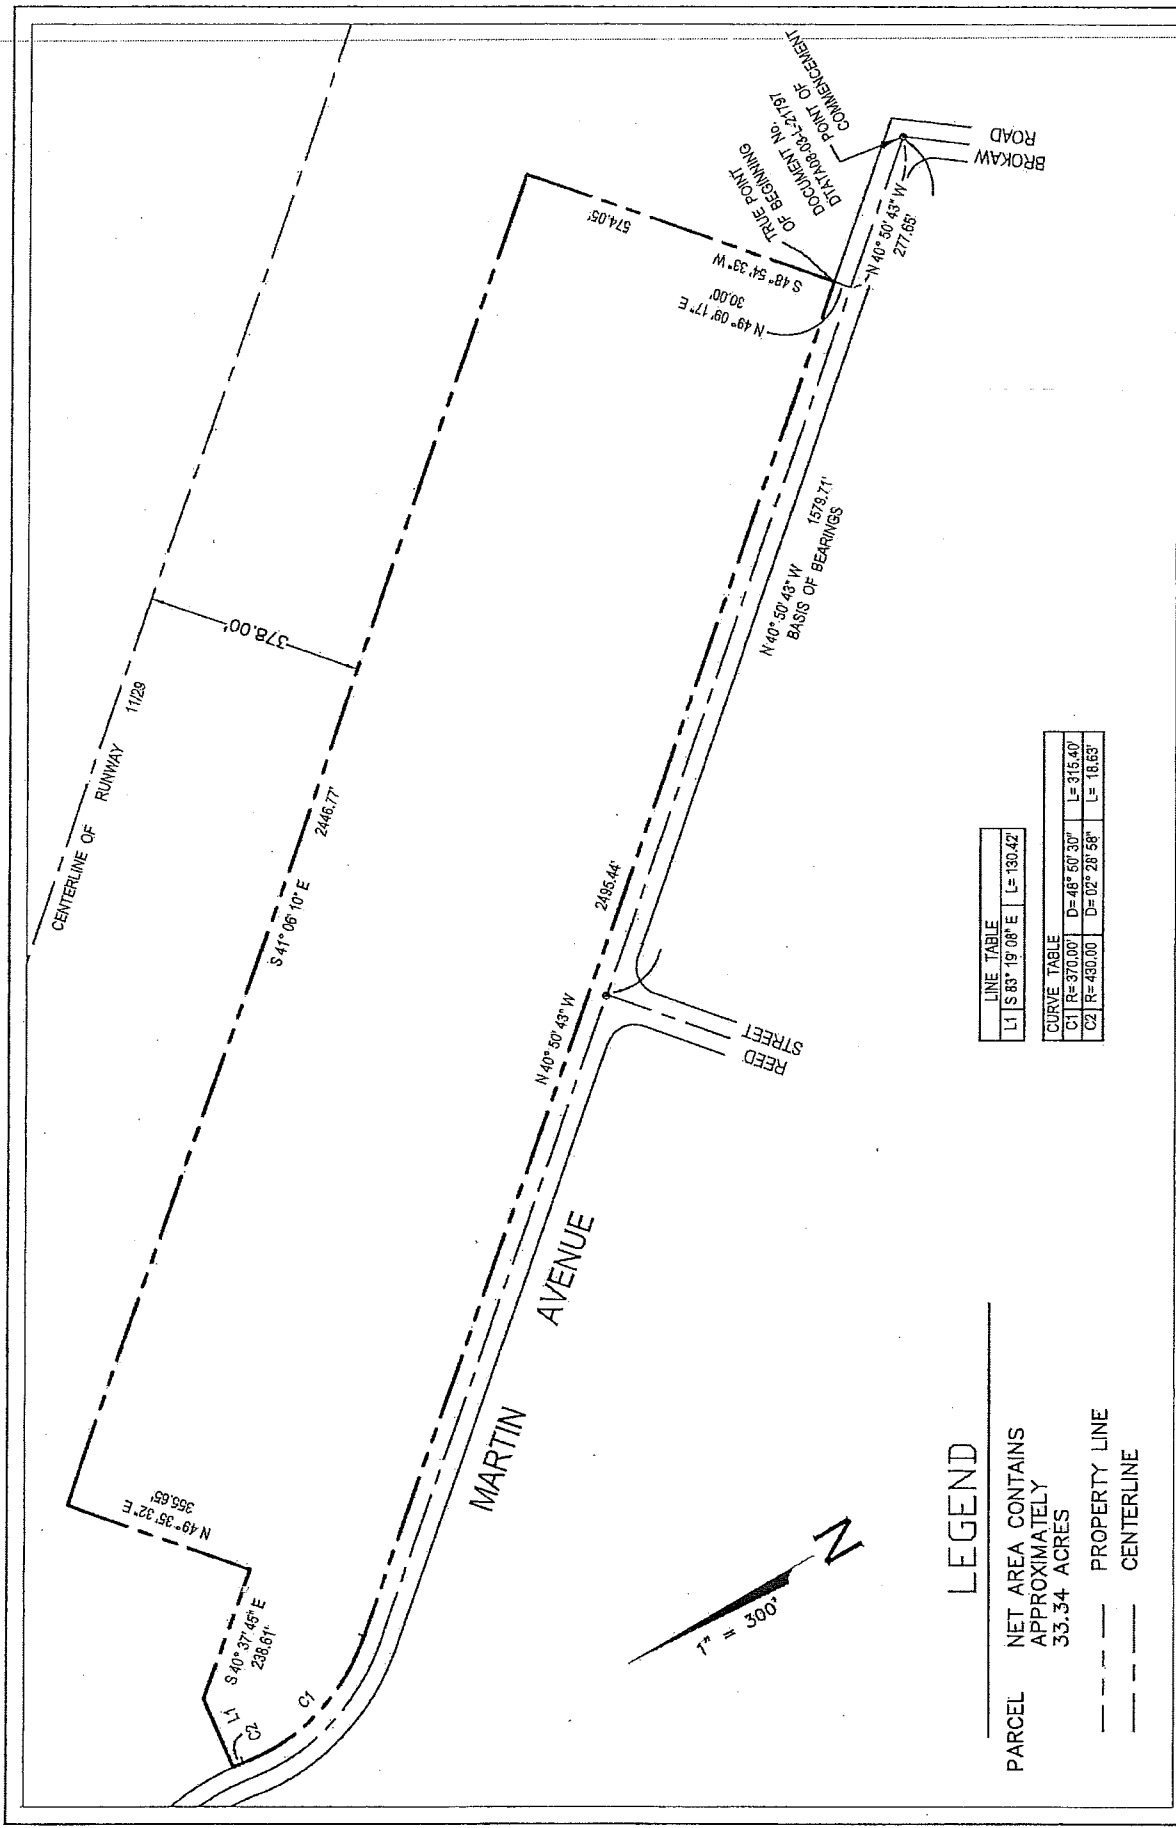 CENTERLINE OF RUNWAY 11/29
378.00'
S 41° 06' 10" E
2446.77'
574.05'
S 48° 54' 33" W
N 49° 09' 17" E
30.00'
TRUE POINT
OF BEGINNING
DOCUMENT No.
DTATA08-03-L-21797
POINT OF
COMMENCEMENT
N 40° 50' 43" W
277.65'
BROKAW
ROAD
N 40° 50' 43" W 1579.71'
BASIS OF BEARINGS
N 40° 50' 43" W 2495.44'
REED
STREET
MARTIN AVENUE
N 49° 35' 32" E
355.65'
S 40° 37' 45" E
238.61'
L1
C2
C1
1" = 300'
N
LINE TABLE
L1 S 83° 19' 08" E L= 130.42'
CURVE TABLE
C1 R= 370.00' D= 48° 50' 30" L= 315.40'
C2 R= 430.00 D= 02° 28' 58" L= 18.63'
LEGEND
PARCEL NET AREA CONTAINS
APPROXIMATELY
33.34 ACRES
PROPERTY LINE
CENTERLINE